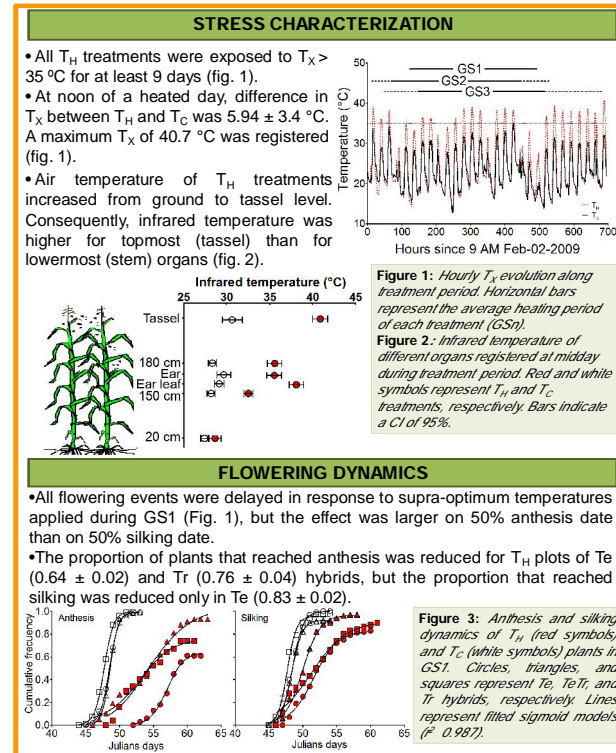 STRESS CHARACTERIZATION
• All TH treatments were exposed to TX >
35 ºC for at least 9 days (fig. 1).
• At noon of a heated day, difference in
TX between TH and TC was 5.94 ± 3.4 °C.
A maximum TX of 40.7 °C was registered
(fig. 1).
• Air temperature of TH treatments
increased from ground to tassel level.
Consequently, infrared temperature was
higher for topmost (tassel) than for
lowermost (stem) organs (fig. 2).
Temperature (°C)
50
40
30
20
10
GS1
GS2
GS3
TH
TC
0 100 200 300 400 500 600 700
Hours since 9 AM Feb-02-2009
Infrared temperature (°C)
25 30 35 40 45
Tassel
180 cm
Ear
Ear leaf
150 cm
20 cm
Figure 1: Hourly TX evolution along
treatment period. Horizontal bars
represent the average heating period
of each treatment (GSn).
Figure 2.: Infrared temperature of
different organs registered at midday
during treatment period. Red and white
symbols represent TH and TC
treatments, respectively. Bars indicate
a CI of 95%.
FLOWERING DYNAMICS
•All flowering events were delayed in response to supra-optimum temperatures
applied during GS1 (Fig. 1), but the effect was larger on 50% anthesis date
than on 50% silking date.
•The proportion of plants that reached anthesis was reduced for TH plots of Te
(0.64 ± 0.02) and Tr (0.76 ± 0.04) hybrids, but the proportion that reached
silking was reduced only in Te (0.83 ± 0.02).
Cumulative frecuency
1.0
0.8
0.6
0.4
0.2
0.0
Anthesis
40 45 50 55 60 65
Julians days
Silking
40 45 50 55 60 65
Julians days
Figure 3: Anthesis and silking
dynamics of TH (red symbols)
and TC (white symbols) plants in
GS1. Circles, triangles, and
squares represent Te, TeTr, and
Tr hybrids, respectively. Lines
represent fitted sigmoid models
(r² 0.987).